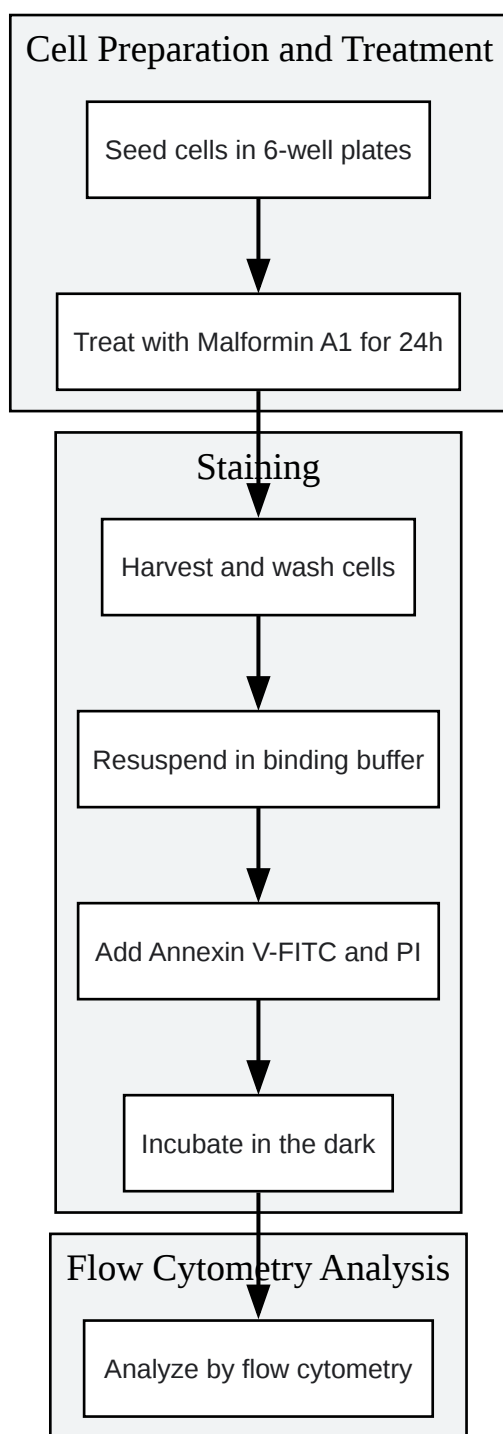 Cell Preparation and Treatment
Seed cells in 6-well plates
Treat with Malformin A1 for 24h
Staining
Harvest and wash cells
Resuspend in binding buffer
Add Annexin V-FITC and PI
Incubate in the dark
Flow Cytometry Analysis
Analyze by flow cytometry